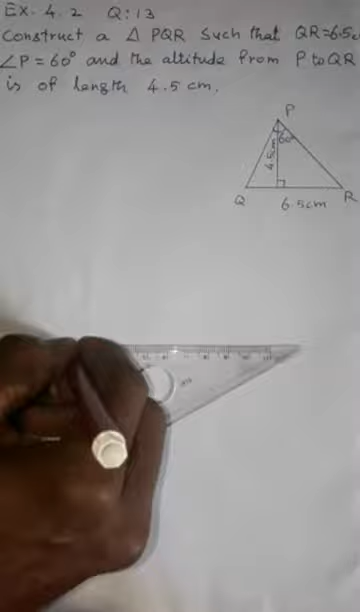 EX. 4.2 Q:13
Construct a Δ PQR such that QR=6.5c
∠P = 60° and the altitude from P to QR
is of length 4.5 cm.
P
60°
4.5cm
Q R
6.5cm